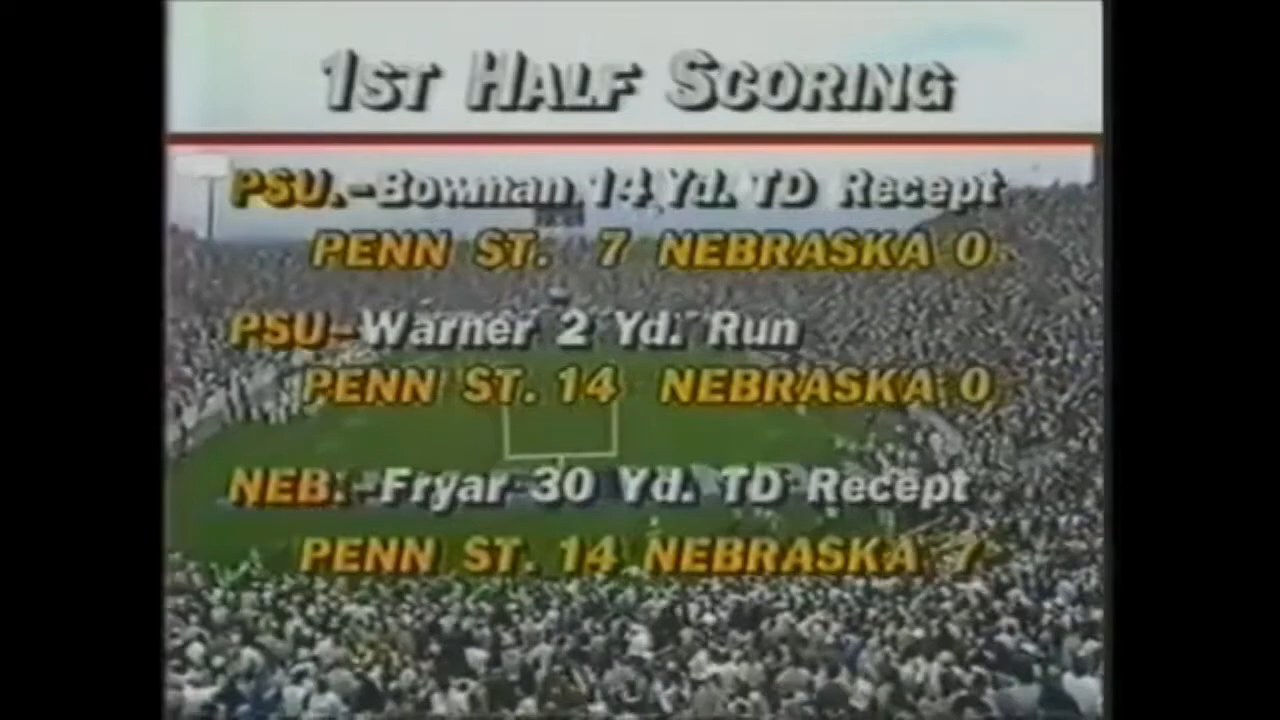 1ST HALF SCORING
PSU.-Bowman 14 Yd. TD Recept
PENN ST. 7 NEBRASKA 0
PSU-Warner 2 Yd. Run
PENN ST. 14 NEBRASKA 0
NEB.-Fryar 30 Yd. TD Recept
PENN ST. 14 NEBRASKA 7